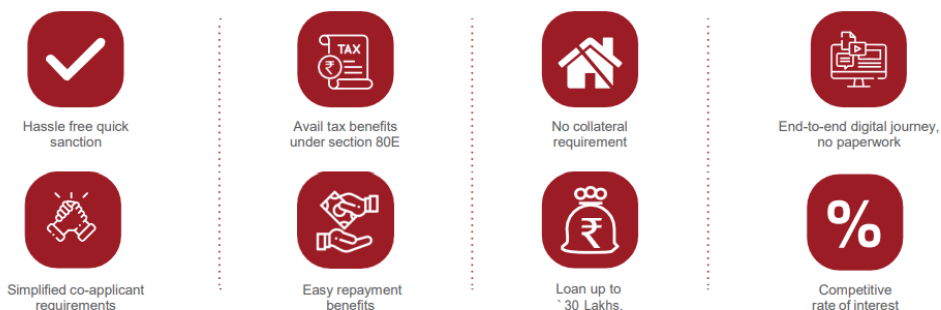 TAX
₹
Hassle free quick
sanction
Avail tax benefits
under section 80E
No collateral
requirement
End-to-end digital journey,
no paperwork
₹
%
Simplified co-applicant
requirements
Easy repayment
benefits
Loan up to
` 30 Lakhs.
Competitive
rate of interest